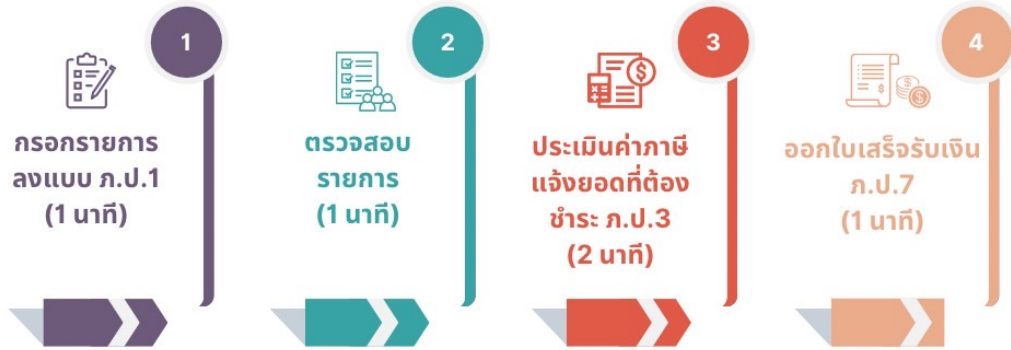 1
กรอกรายการ
ลงแบบ ภ.ป.1
(1 นาที)
2
ตรวจสอบ
รายการ
(1 นาที)
3
ประเมินค่าภาษี
แจ้งยอดที่ต้อง
ชำระ ภ.ป.3
(2 นาที)
4
ออกใบเสร็จรับเงิน
ภ.ป.7
(1 นาที)